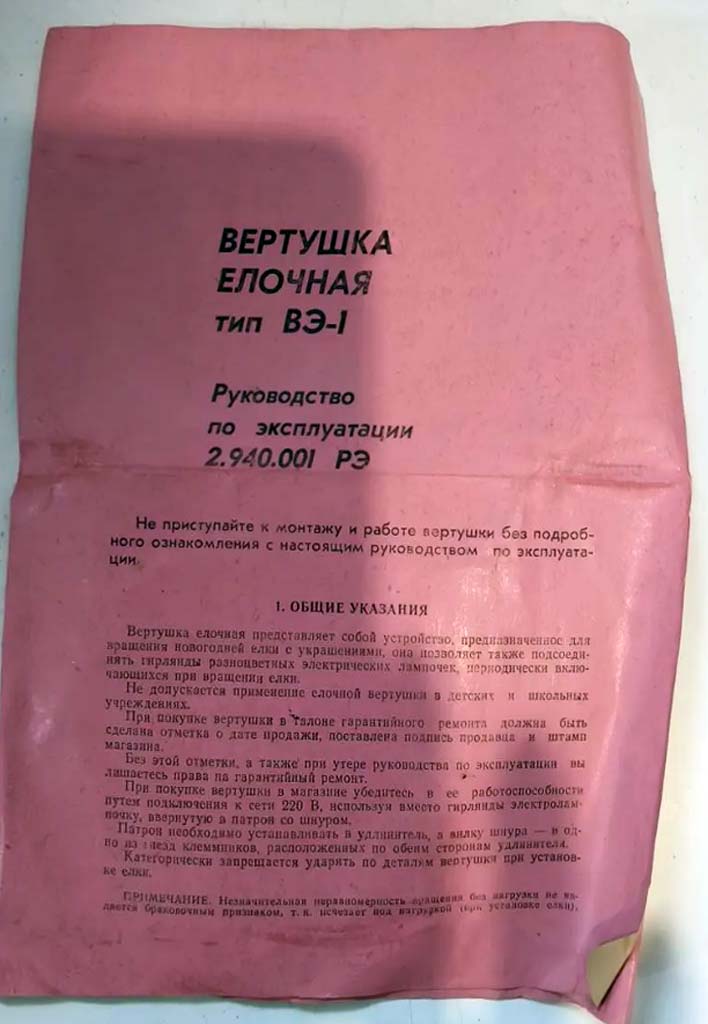 ВЕРТУШКА
ЕЛОЧНАЯ
тип ВЭ-I
Руководство
по эксплуатации
2.940.00I РЭ
Не приступайте к монтажу и работе вертушки без подроб-
ного ознакомления с настоящим руководством по эксплуата-
ции.
1. ОБЩИЕ УКАЗАНИЯ
Вертушка елочная представляет собой устройство, предназначенное для
вращения новогодней елки с украшениями, она позволяет также подсоеди-
нять гирлянды разноцветных электрических лампочек, периодически вклю-
чающихся при вращении елки.
Не допускается применение елочной вертушки в детских и школьных
учреждениях.
При покупке вертушки в талоне гарантийного ремонта должна быть
сделана отметка о дате продажи, поставлена подпись продавца и штамп
магазина.
Без этой отметки, а также при утере руководства по эксплуатации вы
лишаетесь права на гарантийный ремонт.
При покупке вертушки в магазине убедитесь в ее работоспособности
путем подключения к сети 220 В, используя вместо гирлянды электролам-
почку, ввернутую в патрон со шнуром.
Патрон необходимо устанавливать в удлинитель, а вилку шнура — в од-
но из гнезд клеммников, расположенных по обеим сторонам удлинителя.
Категорически запрещается ударять по деталям вертушки при установ-
ке елки.
ПРИМЕЧАНИЕ. Незначительная неравномерность вращения без нагрузки не яв-
ляется браковочным признаком, т. к. исчезает под нагрузкой (при установке елки).